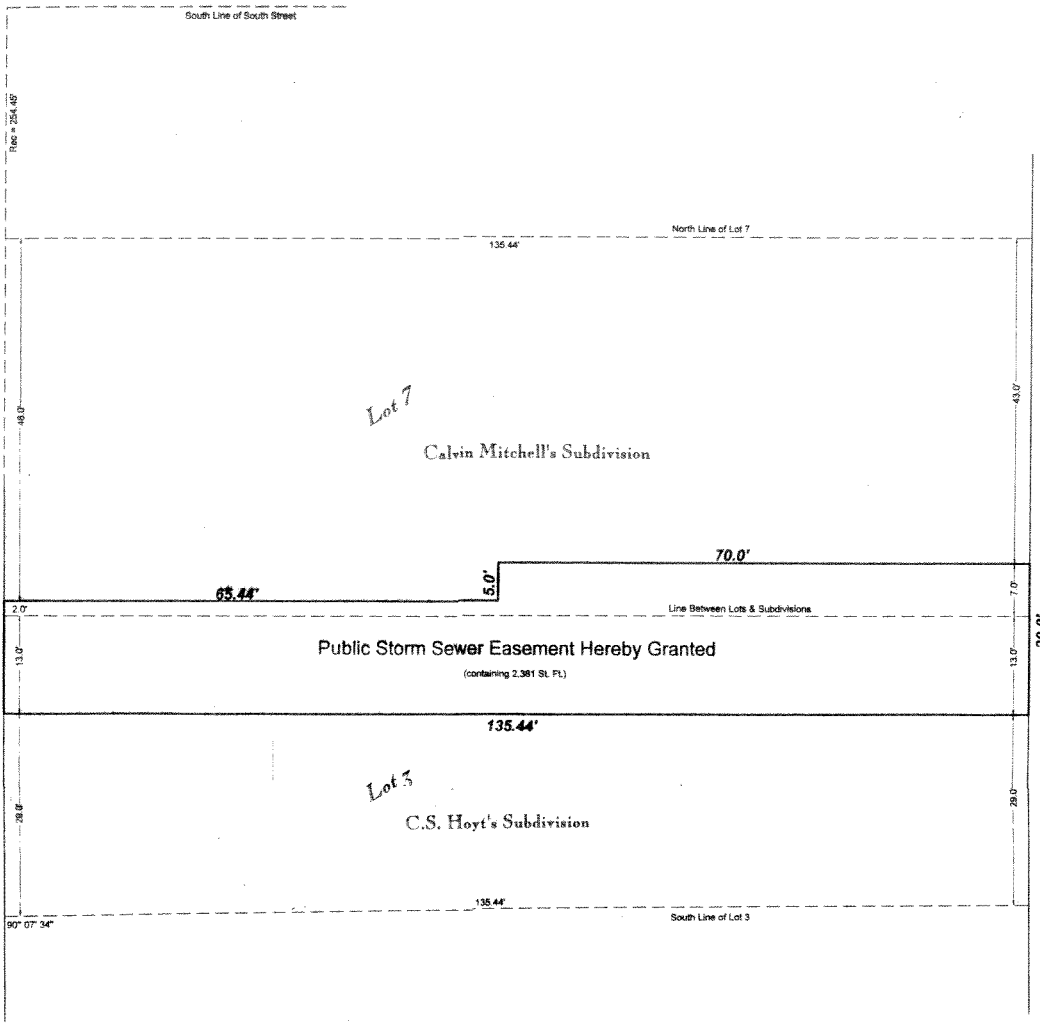 South Line of South Street
Rec = 254.45'
North Line of Lot 7
135.44'
48.0'
43.0'
Lot 7
Calvin Mitchell's Subdivision
70.0'
65.44'
5.0'
2.0'
7.0'
Line Between Lots & Subdivisions
Public Storm Sewer Easement Hereby Granted
(containing 2,381 St. Ft.)
13.0'
13.0'
20.0'
135.44'
Lot 3
C.S. Hoyt's Subdivision
29.0'
135.44'
South Line of Lot 3
90° 07' 34"